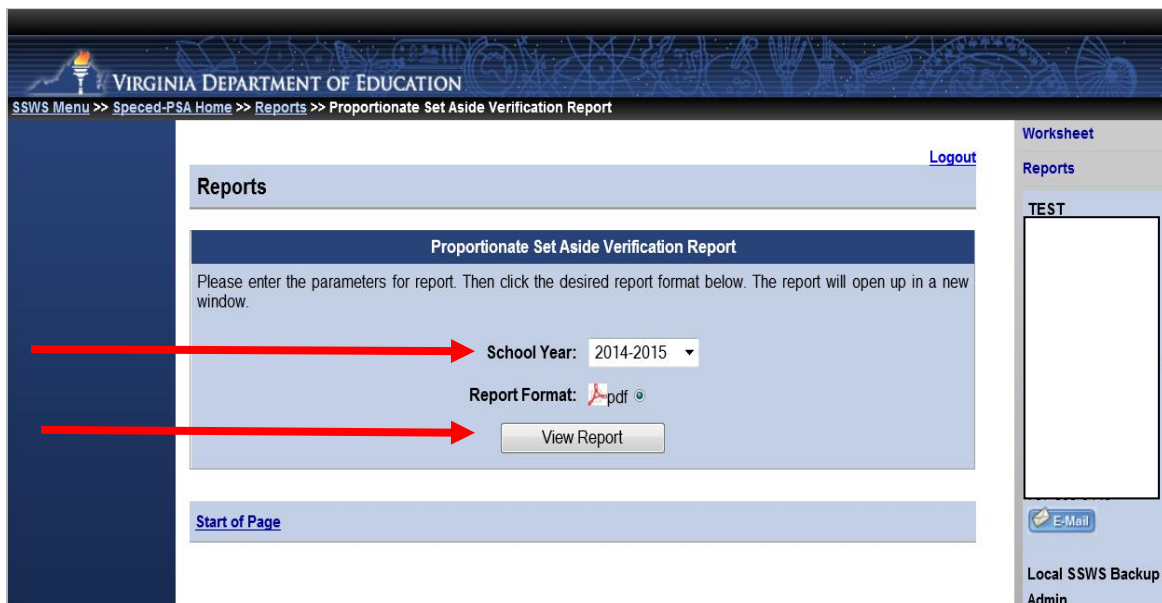 VIRGINIA DEPARTMENT OF EDUCATION
SSWS Menu >> Speced-PSA Home >> Reports >> Proportionate Set Aside Verification Report
Logout
Reports
Proportionate Set Aside Verification Report
Please enter the parameters for report. Then click the desired report format below. The report will open up in a new
window.
School Year: 2014-2015
Report Format: pdf
View Report
Start of Page
Worksheet
Reports
TEST
E-Mail
Local SSWS Backup
Admin